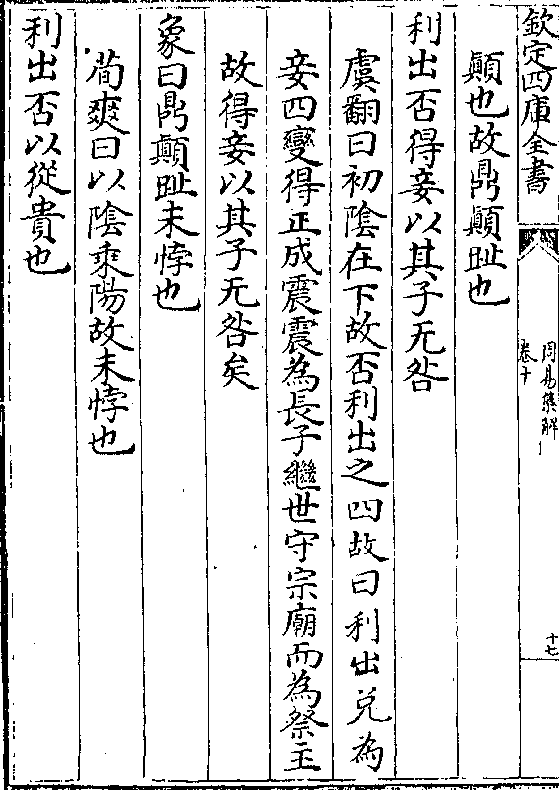 欽定四庫全書
周易集解
卷十
十七
顚也故鼎顚趾也
利出否得妾以其子无咎
虞翻曰初陰在下故否利出之四故曰利出兌為
妾四變得正成震震為長子繼世守宗廟而為祭主
故得妾以其子无咎矣
象曰鼎顚趾未悖也
荀爽曰以陰乘陽故未悖也
利出否以從貴也